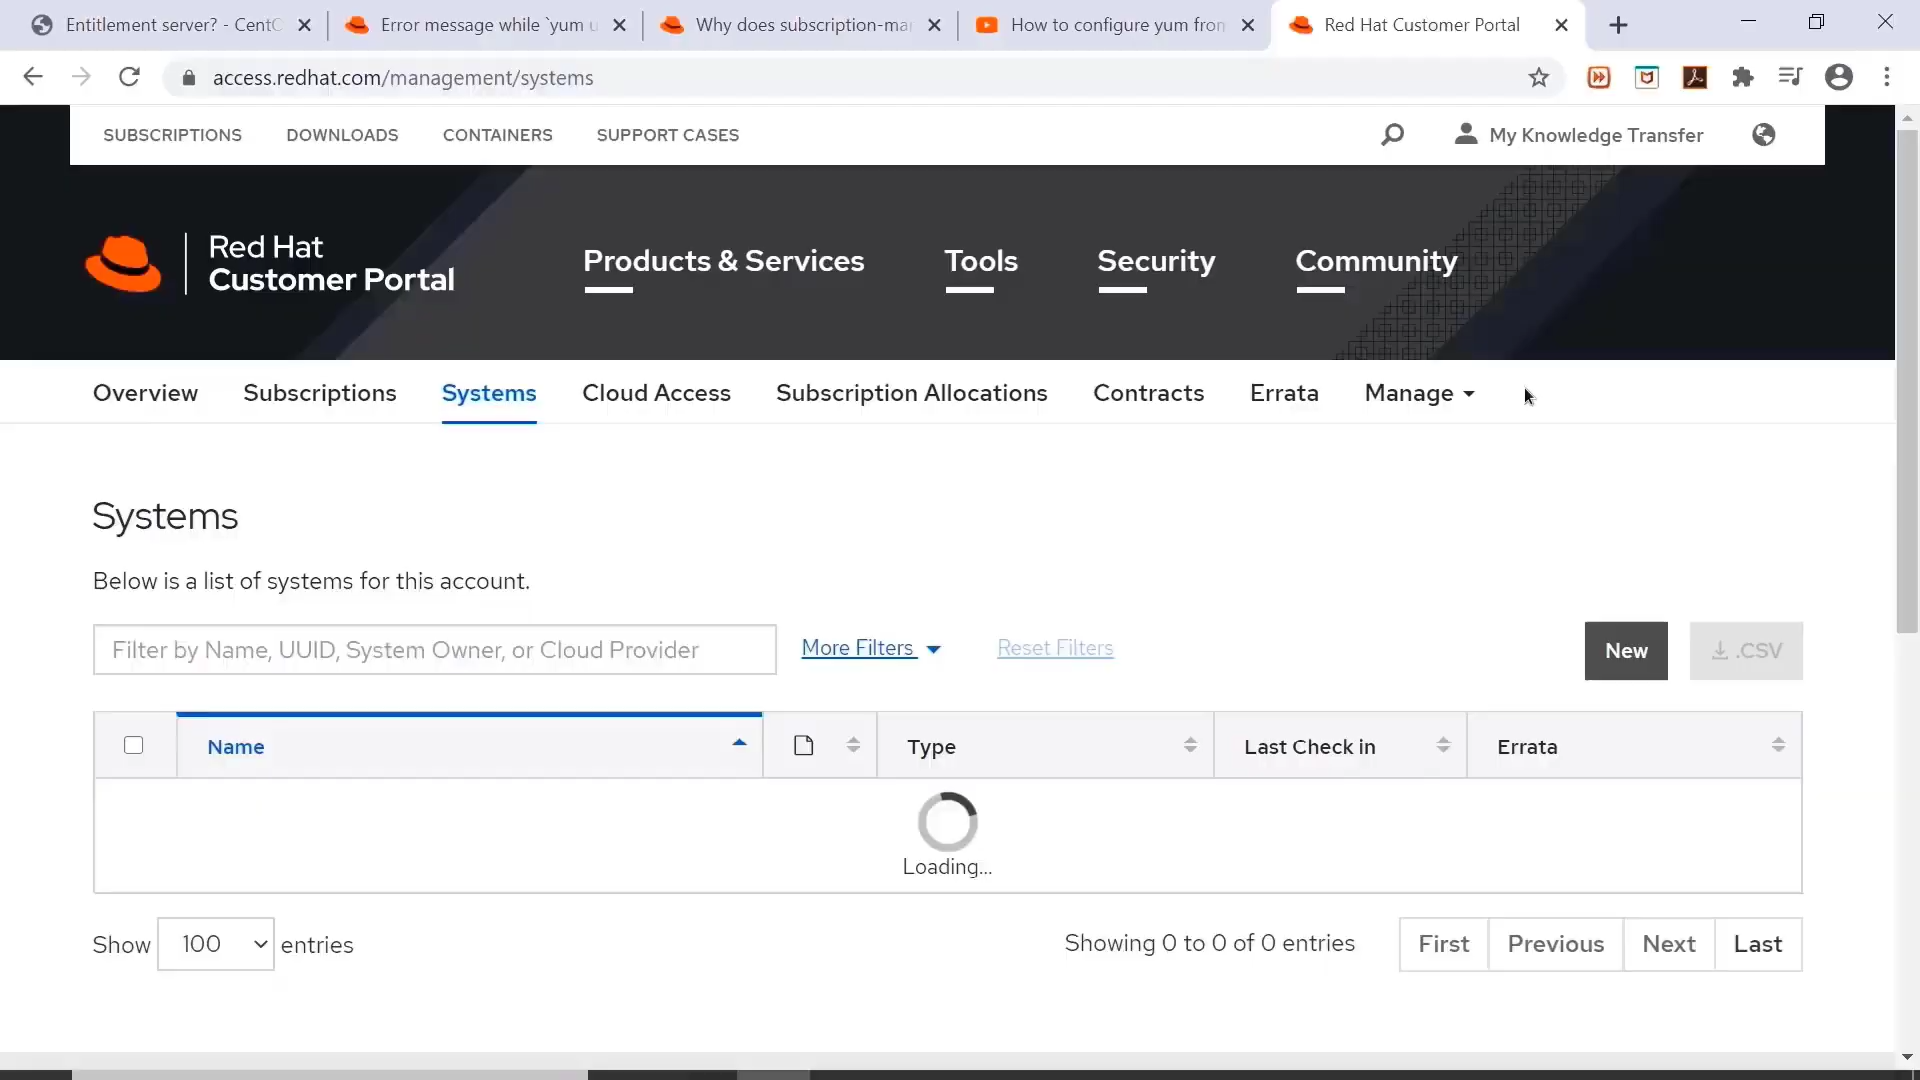 Entitlement server? - Cent
Error message while `yum u
Why does subscription-ma
How to configure yum from
Red Hat Customer Portal
access.redhat.com/management/systems
SUBSCRIPTIONS DOWNLOADS CONTAINERS SUPPORT CASES
My Knowledge Transfer
Red Hat
Customer Portal
Products & Services
Tools
Security
Community
Overview Subscriptions Systems Cloud Access Subscription Allocations Contracts Errata Manage
Systems
Below is a list of systems for this account.
Filter by Name, UUID, System Owner, or Cloud Provider
More Filters
Reset Filters
New
.CSV
Name Type Last Check in Errata
Loading...
Show 100 entries
Showing 0 to 0 of 0 entries
First Previous Next Last